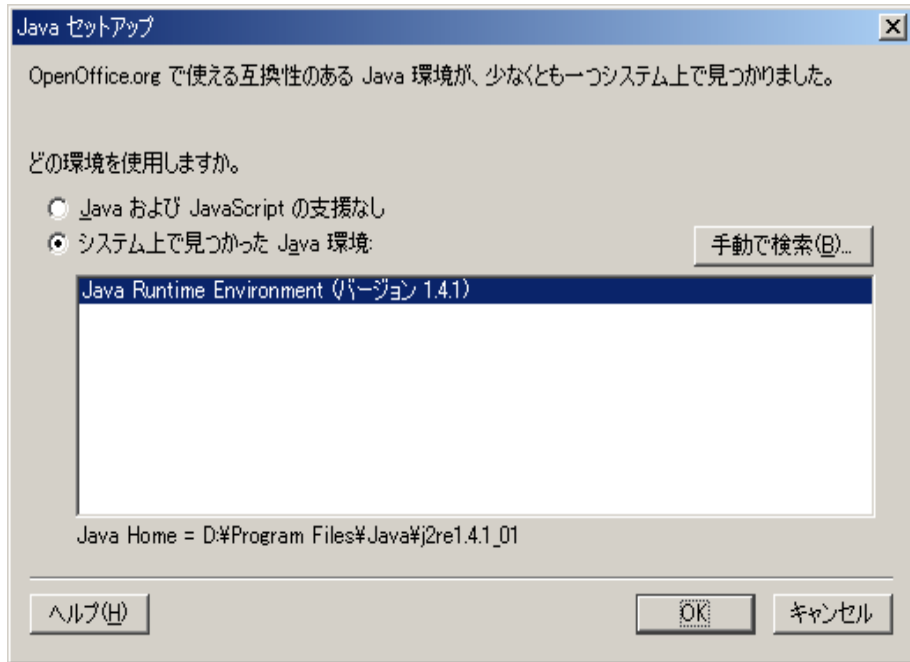 Java セットアップ
OpenOffice.org で使える互換性のある Java 環境が、少なくとも一つシステム上で見つかりました。
どの環境を使用しますか。
Java および JavaScript の支援なし
システム上で見つかった Java 環境:
手動で検索(B)...
Java Runtime Environment (バージョン 1.4.1)
Java Home = D:¥Program Files¥Java¥j2re1.4.1_01
ヘルプ(H)
OK
キャンセル